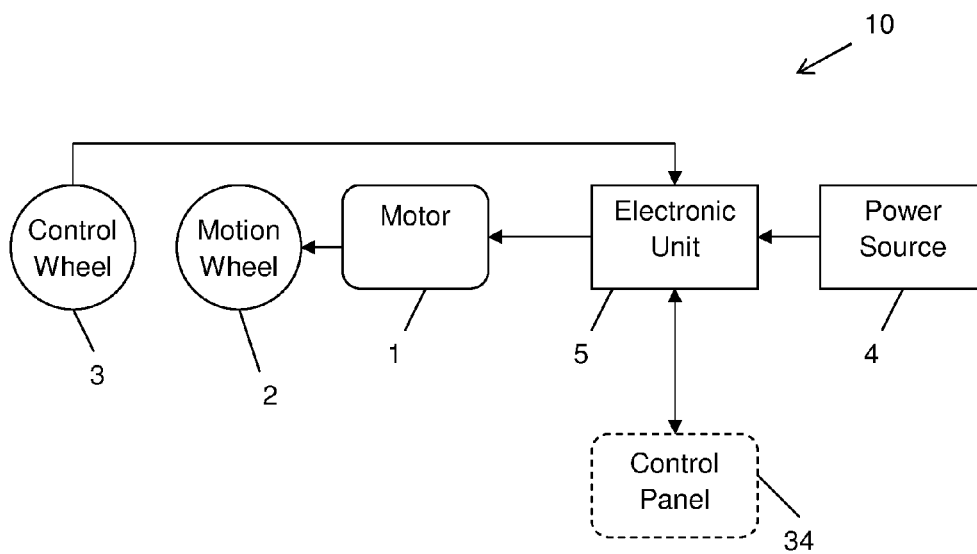 10
Control
Wheel
Motion
Wheel
Motor
Electronic
Unit
Power
Source
3
2
1
5
4
Control
Panel
34